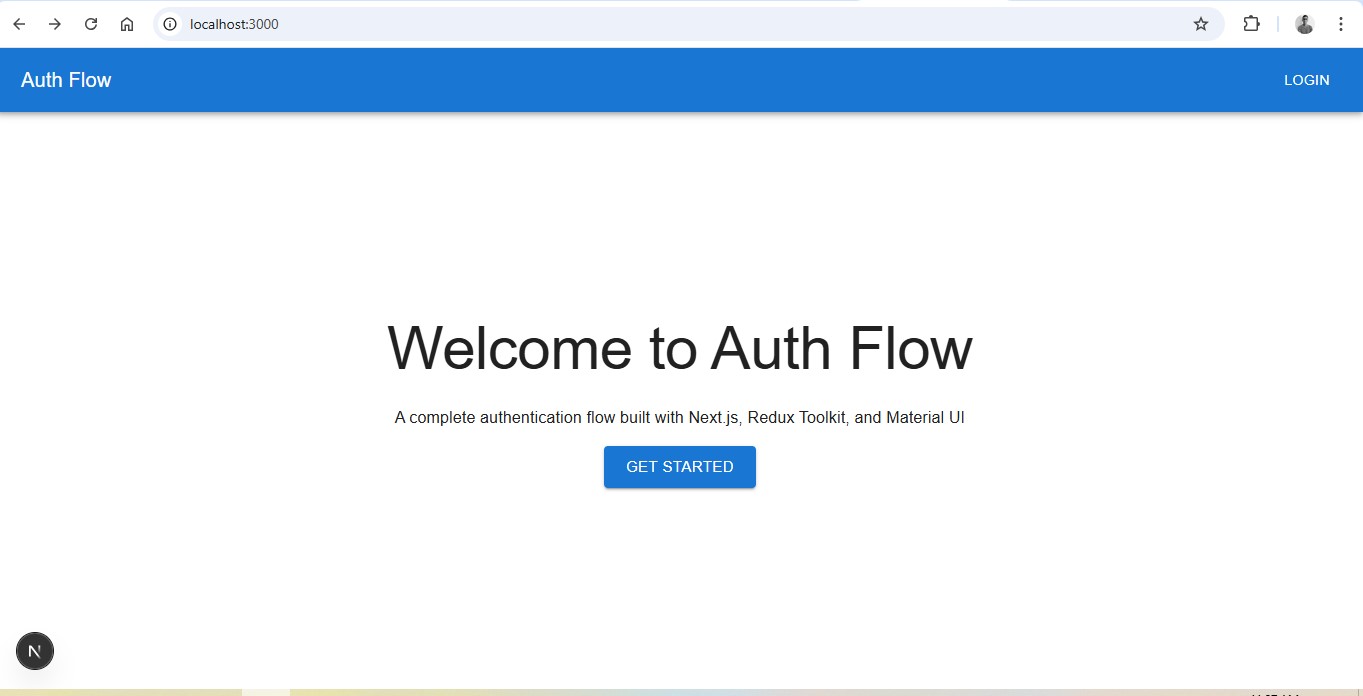 localhost:3000
Auth Flow
LOGIN
Welcome to Auth Flow
A complete authentication flow built with Next.js, Redux Toolkit, and Material UI
GET STARTED
N